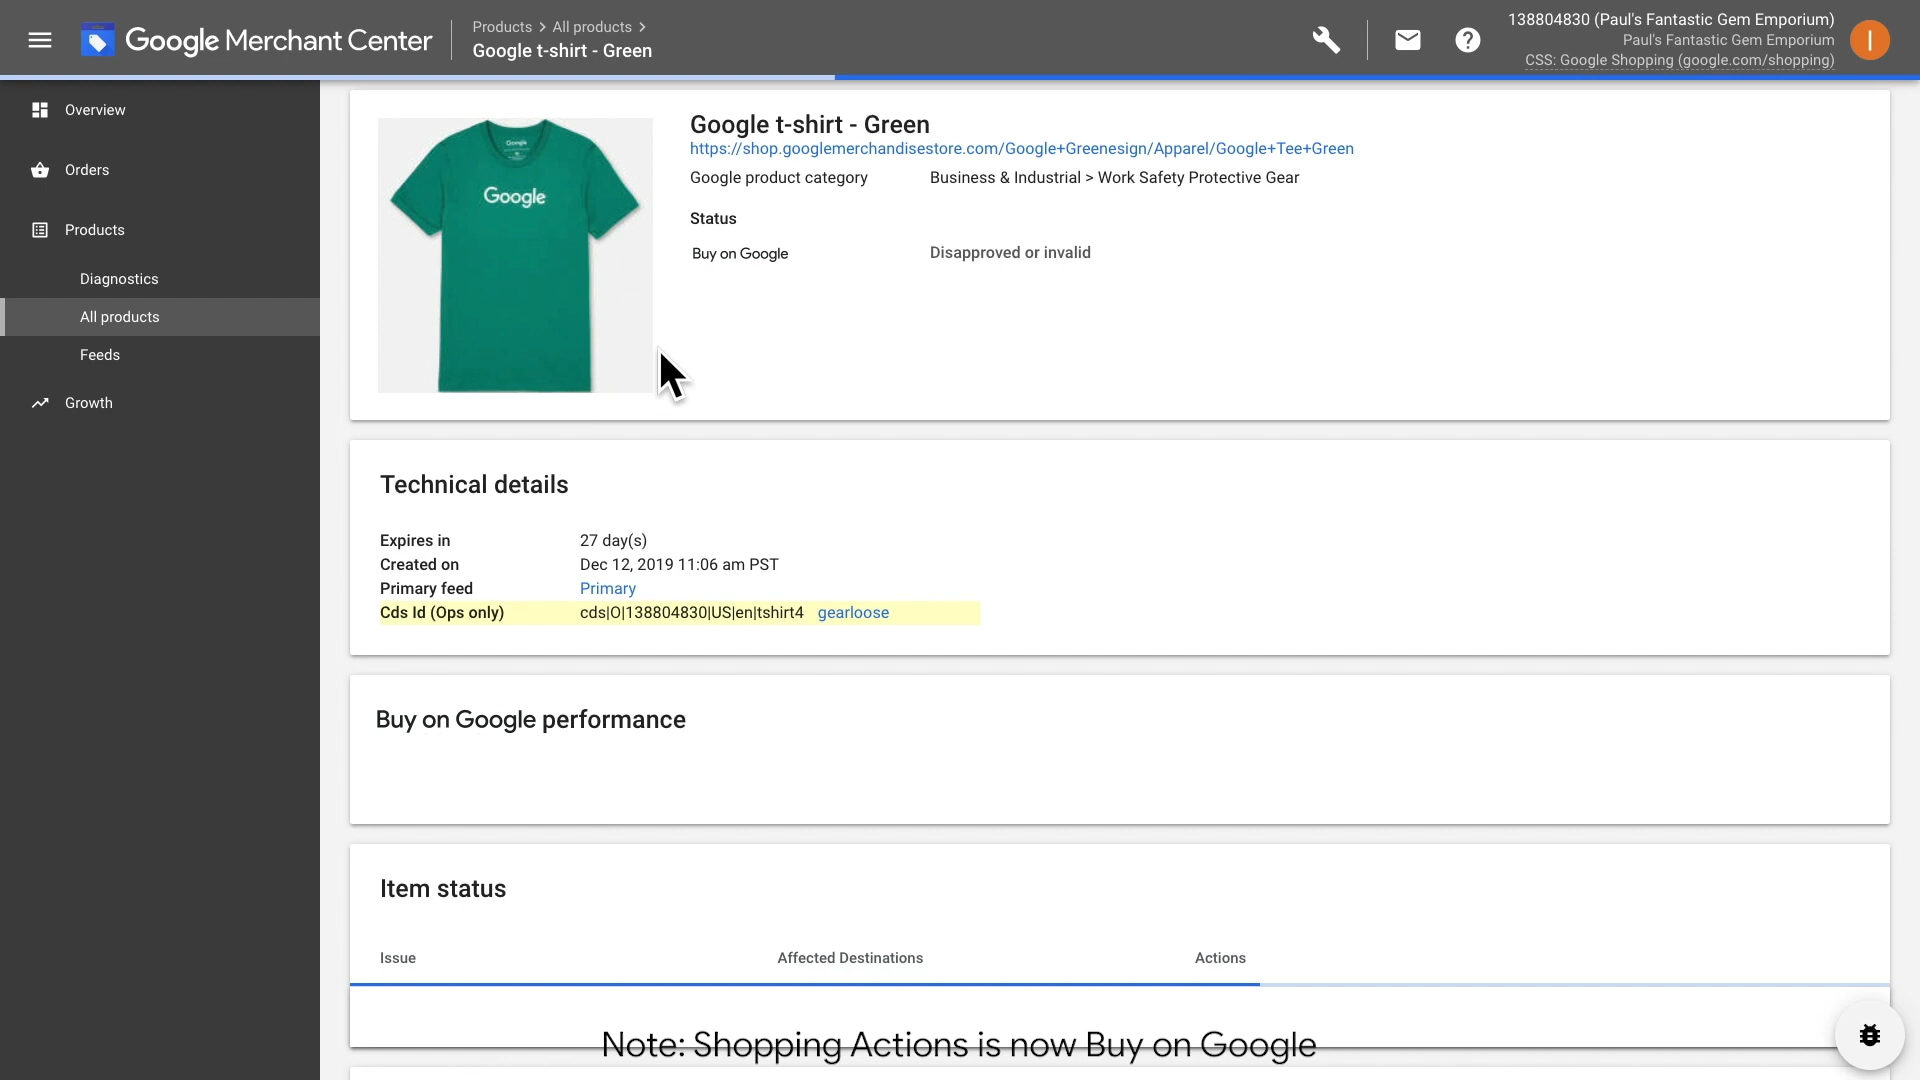 Google Merchant Center
Products > All products >
Google t-shirt - Green
138804830 (Paul's Fantastic Gem Emporium)
Paul's Fantastic Gem Emporium
CSS: Google Shopping (google.com/shopping)
I
Overview
Orders
Products
Diagnostics
All products
Feeds
Growth
Google
Google
Google t-shirt - Green
https://shop.googlemerchandisestore.com/Google+Greenesign/Apparel/Google+Tee+Green
Google product category Business & Industrial > Work Safety Protective Gear
Status
Buy on Google Disapproved or invalid
Technical details
Expires in 27 day(s)
Created on Dec 12, 2019 11:06 am PST
Primary feed Primary
Cds Id (Ops only) cds|O|138804830|US|en|tshirt4 gearloose
Buy on Google performance
Item status
Issue Affected Destinations Actions
Note: Shopping Actions is now Buy on Google